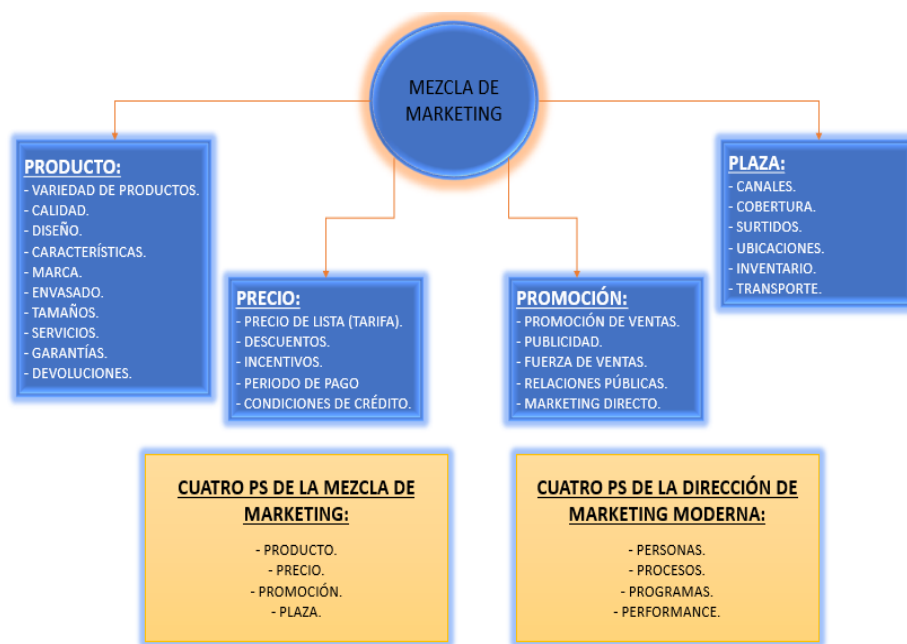 MEZCLA DE
MARKETING
PRODUCTO:
- VARIEDAD DE PRODUCTOS.
- CALIDAD.
- DISEÑO.
- CARACTERÍSTICAS.
- MARCA.
- ENVASADO.
- TAMAÑOS.
- SERVICIOS.
- GARANTÍAS.
- DEVOLUCIONES.
PRECIO:
- PRECIO DE LISTA (TARIFA).
- DESCUENTOS.
- INCENTIVOS.
- PERIODO DE PAGO
- CONDICIONES DE CRÉDITO.
PROMOCIÓN:
- PROMOCIÓN DE VENTAS.
- PUBLICIDAD.
- FUERZA DE VENTAS.
- RELACIONES PÚBLICAS.
- MARKETING DIRECTO.
PLAZA:
- CANALES.
- COBERTURA.
- SURTIDOS.
- UBICACIONES.
- INVENTARIO.
- TRANSPORTE.
CUATRO PS DE LA MEZCLA DE
MARKETING:
- PRODUCTO.
- PRECIO.
- PROMOCIÓN.
- PLAZA.
CUATRO PS DE LA DIRECCIÓN DE
MARKETING MODERNA:
- PERSONAS.
- PROCESOS.
- PROGRAMAS.
- PERFORMANCE.